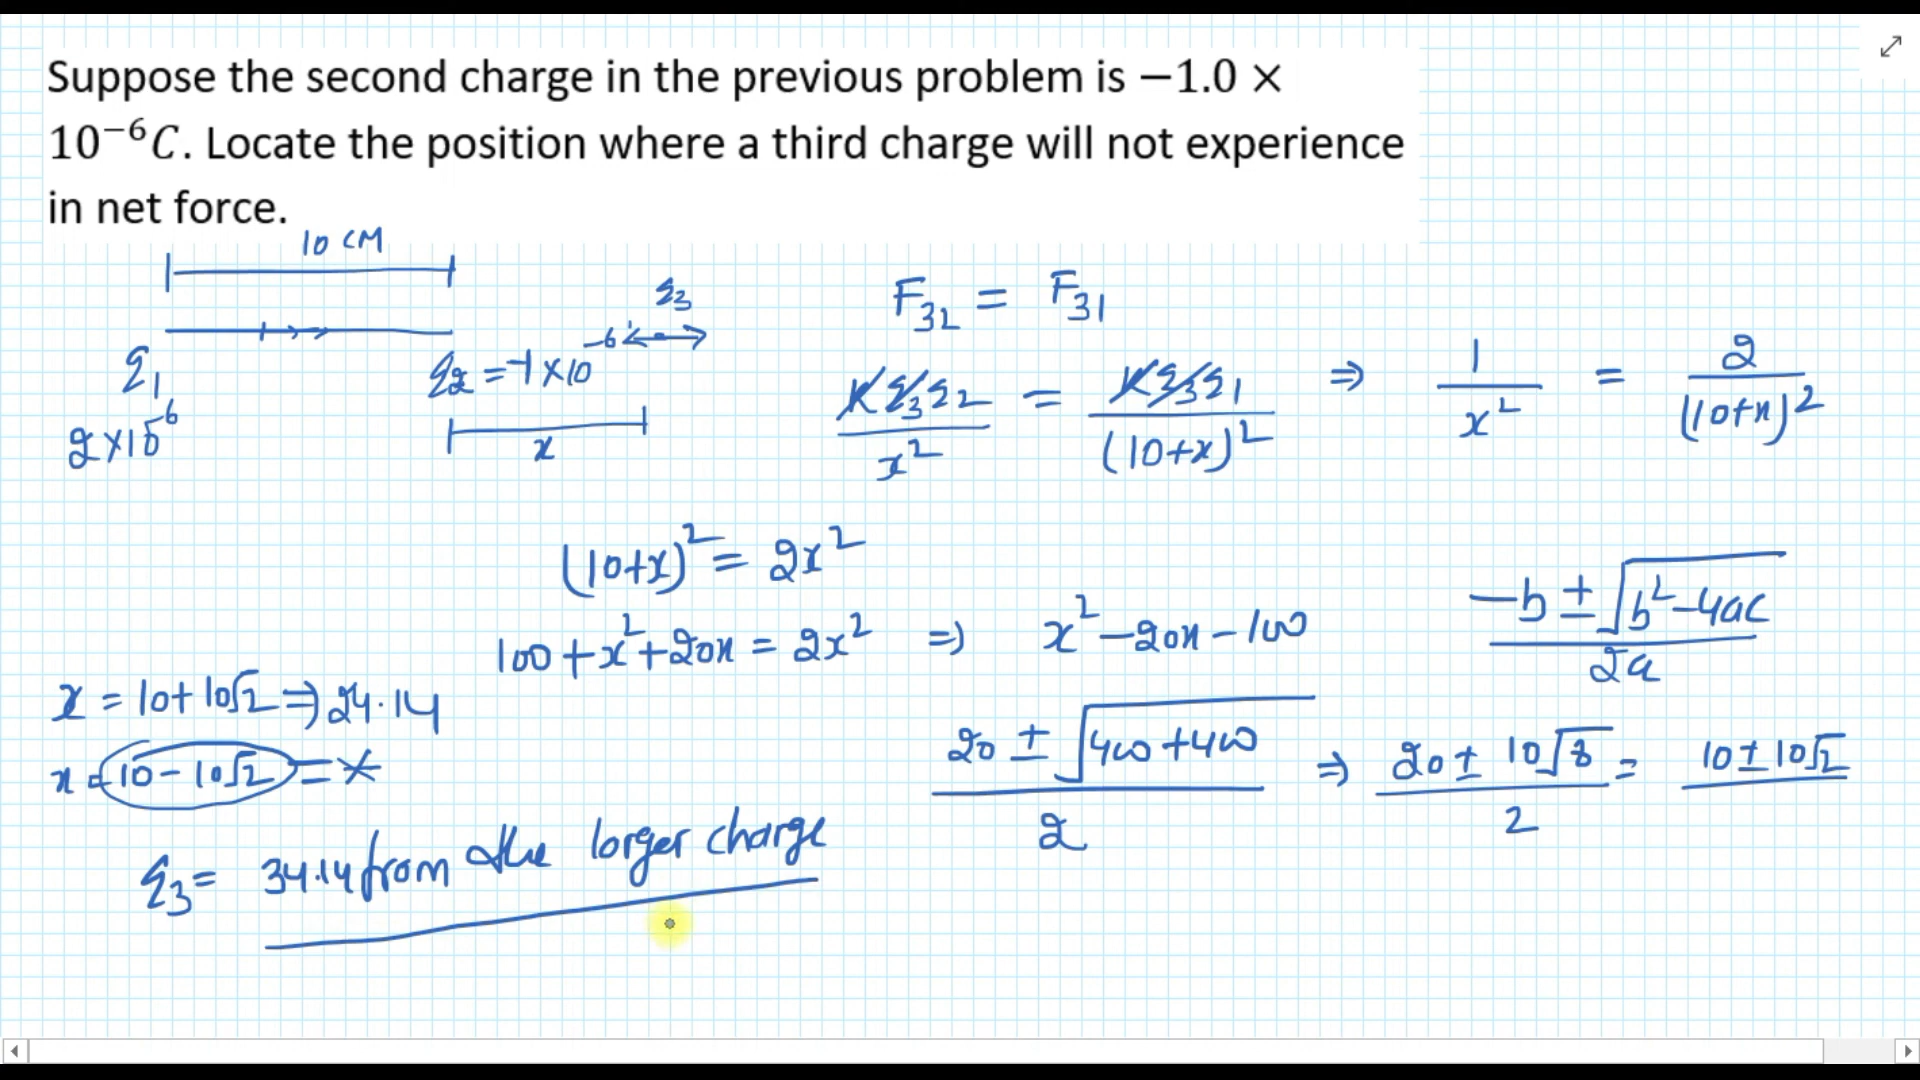 Suppose the second charge in the previous problem is −1.0 ×
10⁻⁶C. Locate the position where a third charge will not experience
in net force.
10 CM
q₃
F₃₂ = F₃₁
q₁
q₂ = -1 × 10⁻⁶
2 × 10⁻⁶
x
Kq₃q₂/x² = Kq₃q₁/(10+x)² ⇒ 1/x² = 2/(10+x)²
(10+x)² = 2x²
100 + x² + 20x = 2x² ⇒ x² - 20x - 100
-b ± √(b² - 4ac) / 2a
x = 10 + 10√2 ⇒ 24.14
x = 10 - 10√2 = ×
20 ± √(400 + 400) / 2 ⇒ 20 ± 10√8 / 2 = 10 ± 10√2
q₃ = 34.14 from the larger charge